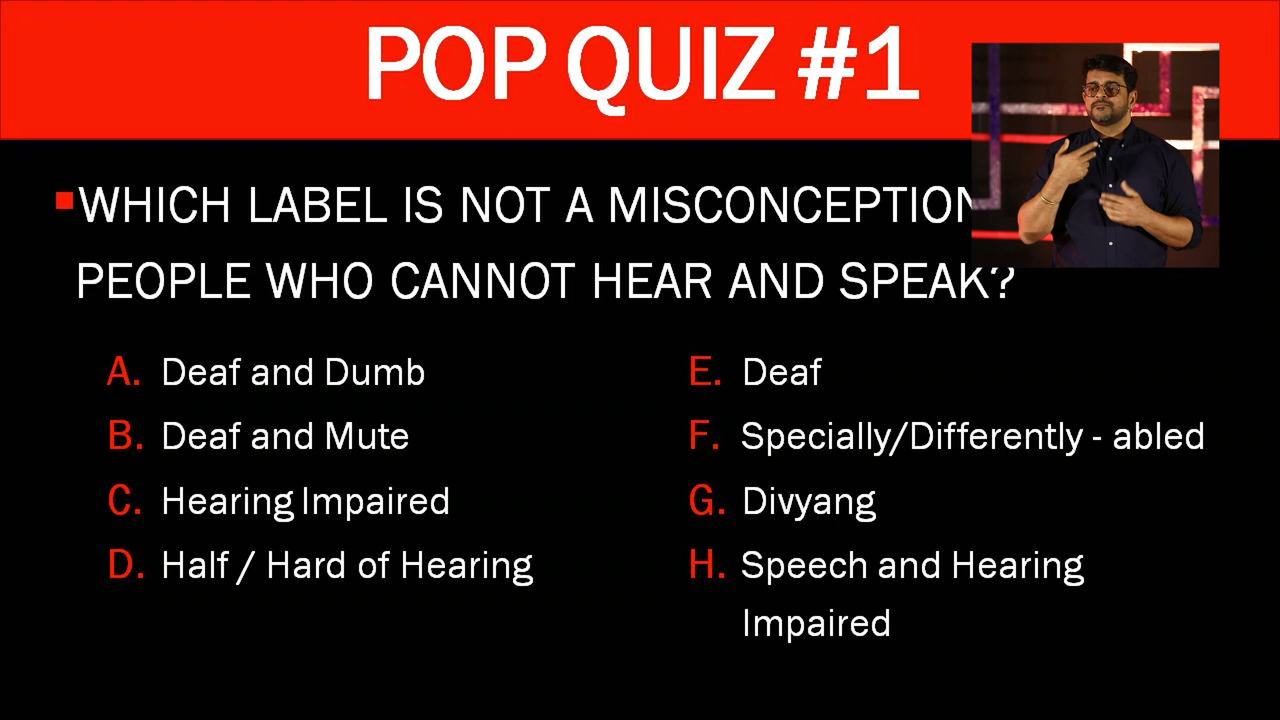 POP QUIZ #1
WHICH LABEL IS NOT A MISCONCEPTION
PEOPLE WHO CANNOT HEAR AND SPEAK?
A. Deaf and Dumb
B. Deaf and Mute
C. Hearing Impaired
D. Half / Hard of Hearing
E. Deaf
F. Specially/Differently - abled
G. Divyang
H. Speech and Hearing
Impaired